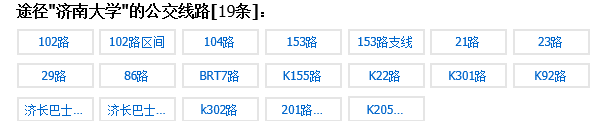 途径"济南大学"的公交线路[19条]：
102路 102路区间 104路 153路 153路支线 21路 23路
29路 86路 BRT7路 K155路 K22路 K301路 K92路
济长巴士... 济长巴士... k302路 201路... K205...